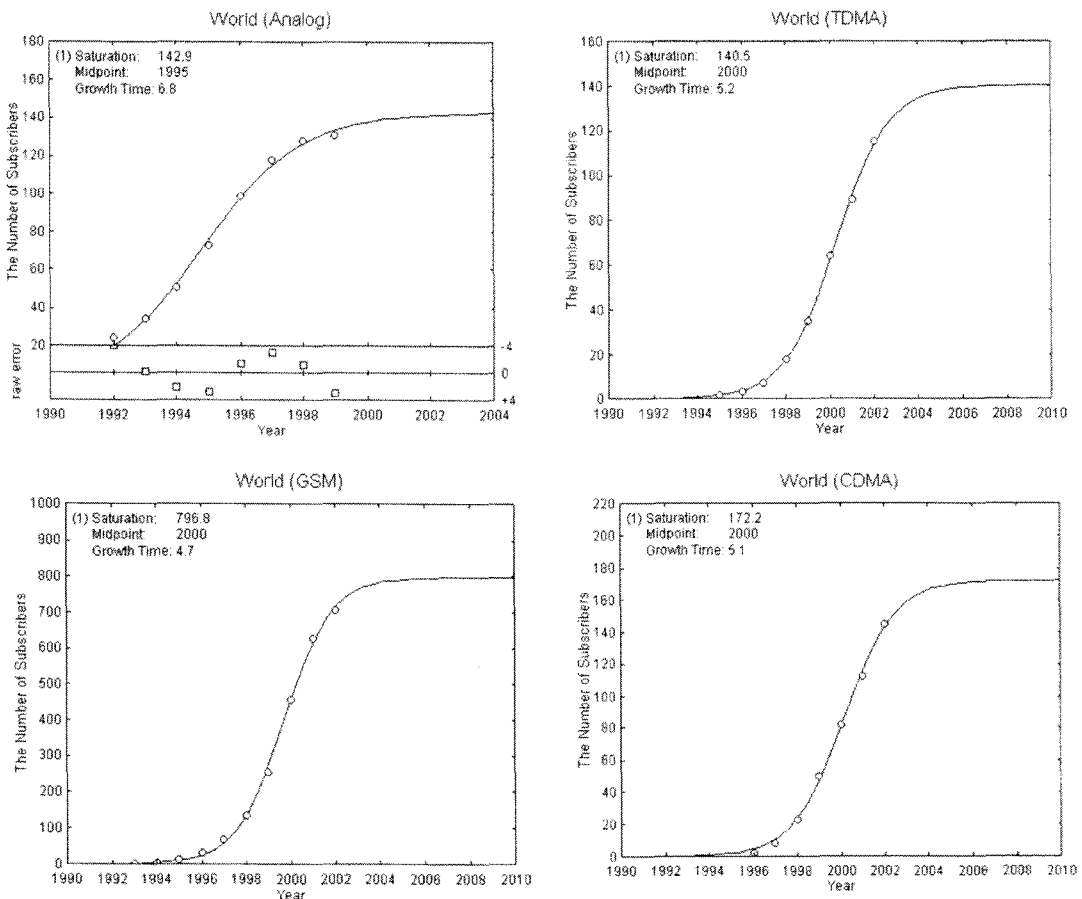 World (Analog)
(1) Saturation: 142.9
Midpoint: 1995
Growth Time: 6.8
The Number of Subscribers
180
160
140
120
100
80
60
40
20
raw error
-4
0
+4
1990 1992 1994 1996 1998 2000 2002 2004
Year
World (TDMA)
(1) Saturation: 140.5
Midpoint: 2000
Growth Time: 5.2
The Number of Subscribers
160
140
120
100
80
60
40
20
0
1990 1992 1994 1996 1998 2000 2002 2004 2006 2008 2010
Year
World (GSM)
(1) Saturation: 796.8
Midpoint: 2000
Growth Time: 4.7
The Number of Subscribers
1000
900
800
700
600
500
400
300
200
100
0
1990 1992 1994 1996 1998 2000 2002 2004 2006 2008 2010
Year
World (CDMA)
(1) Saturation: 172.2
Midpoint: 2000
Growth Time: 5.1
The Number of Subscribers
220
200
180
160
140
120
100
80
60
40
20
0
1990 1992 1994 1996 1998 2000 2002 2004 2006 2008 2010
Year